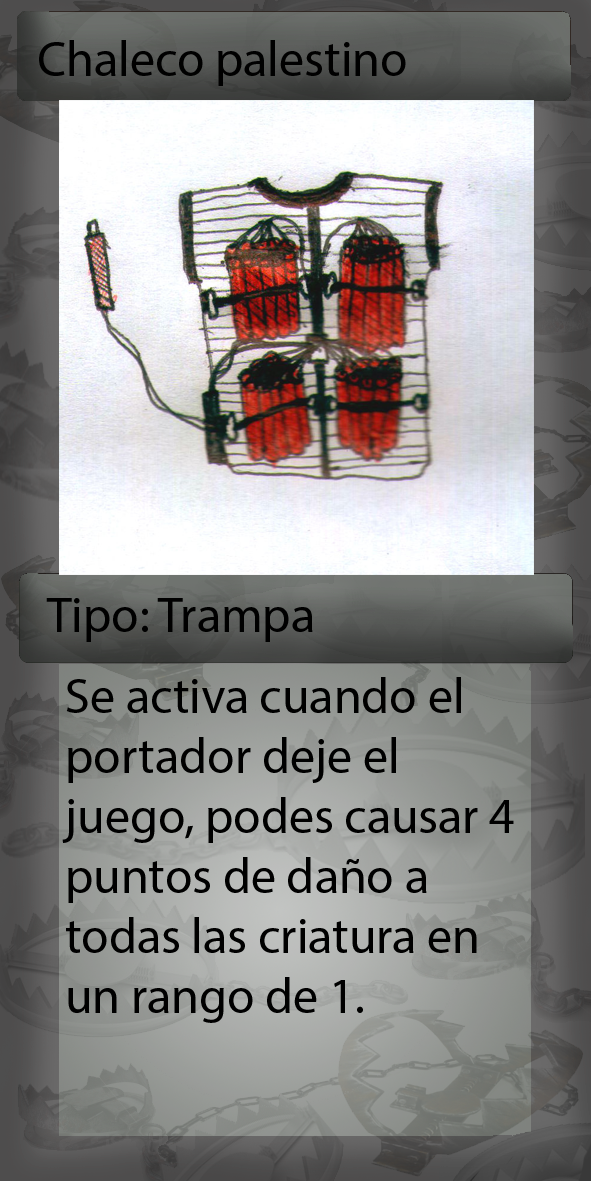 Chaleco palestino
Tipo: Trampa
Se activa cuando el
portador deje el
juego, podes causar 4
puntos de daño a
todas las criatura en
un rango de 1.